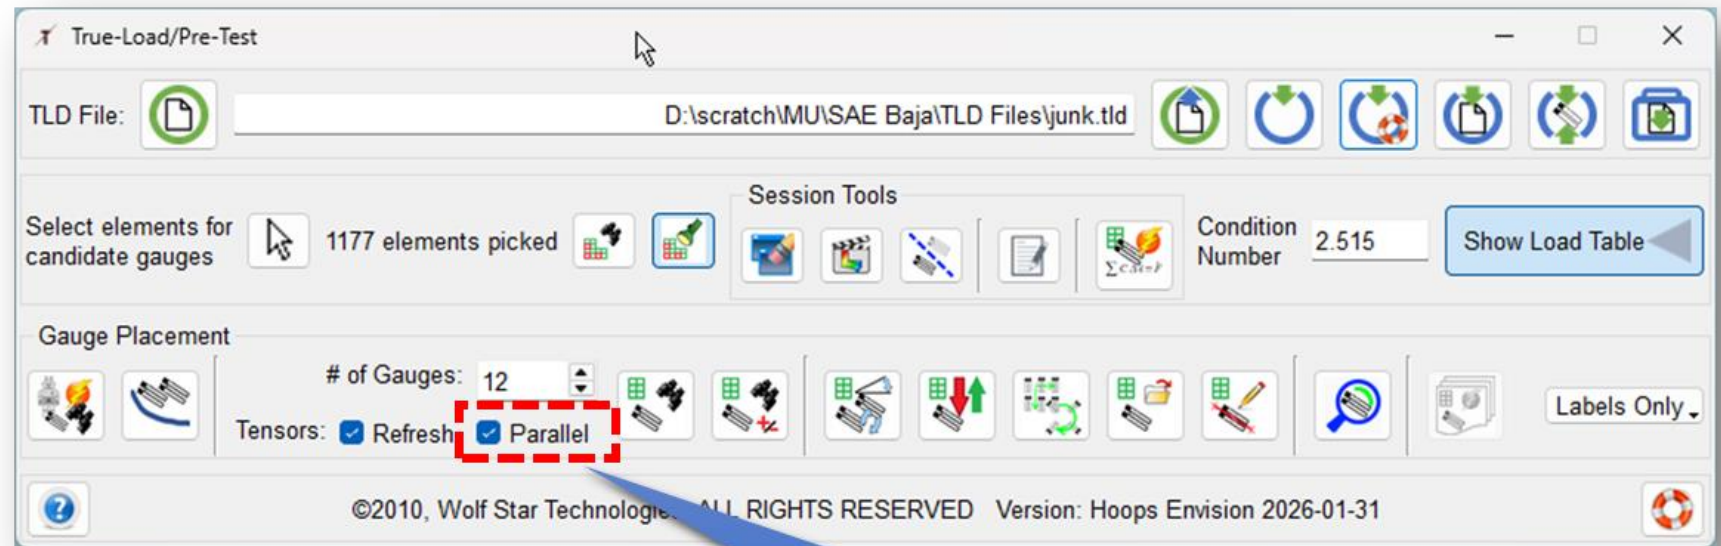 True-Load/Pre-Test
TLD File:
D:\scratch\MU\SAE Baja\TLD Files\junk.tld
Select elements for
candidate gauges
1177 elements picked
Session Tools
ΣCᵢMᵢ=F
Condition
Number
2.515
Show Load Table
Gauge Placement
# of Gauges: 12
Tensors: Refresh Parallel
Labels Only
©2010, Wolf Star Technologies ALL RIGHTS RESERVED Version: Hoops Envision 2026-01-31